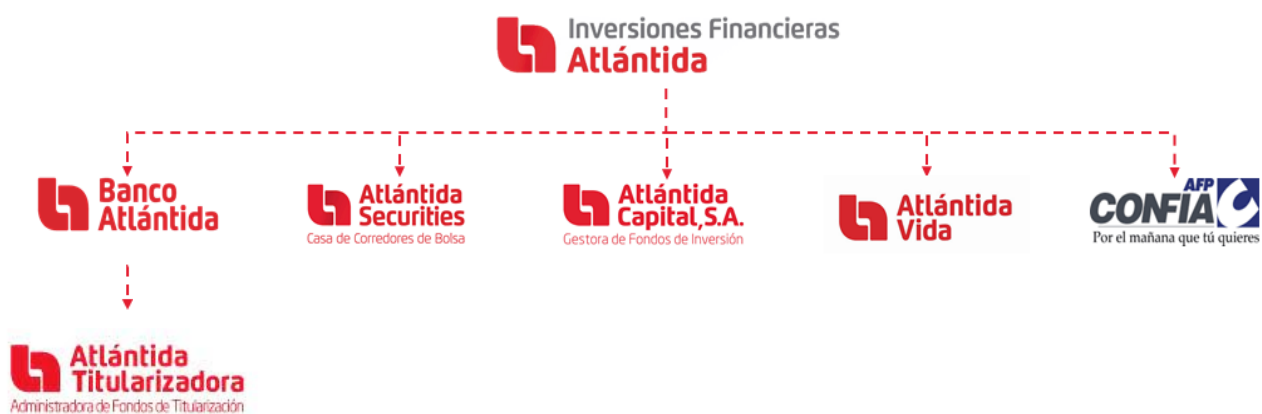 Inversiones Financieras
Atlántida
Banco
Atlántida
Atlántida
Securities
Casa de Corredores de Bolsa
Atlántida
Capital, S.A.
Gestora de Fondos de Inversión
Atlántida
Vida
AFP
CONFÍA
Por el mañana que tú quieres
Atlántida
Titularizadora
Administradora de Fondos de Titularización